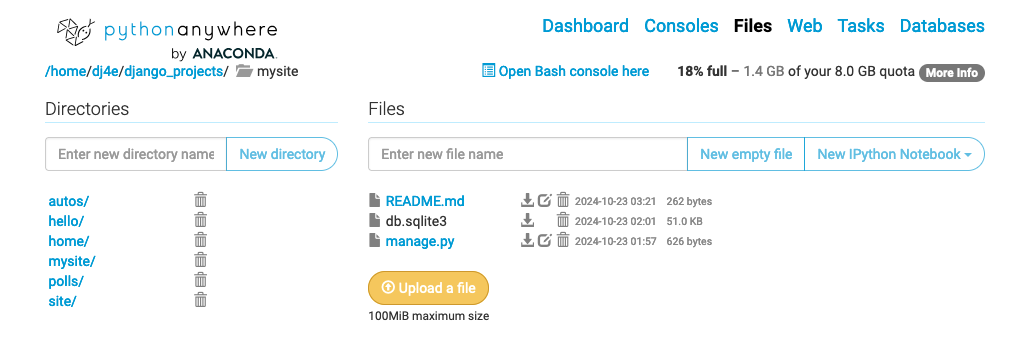 pythonanywhere
by ANACONDA.
Dashboard Consoles Files Web Tasks Databases
/home/dj4e/django_projects/ mysite
Open Bash console here
18% full – 1.4 GB of your 8.0 GB quota More Info
Directories
Enter new directory name New directory
autos/
hello/
home/
mysite/
polls/
site/
Files
Enter new file name New empty file New IPython Notebook
README.md 2024-10-23 03:21 262 bytes
db.sqlite3 2024-10-23 02:01 51.0 KB
manage.py 2024-10-23 01:57 626 bytes
Upload a file
100MiB maximum size